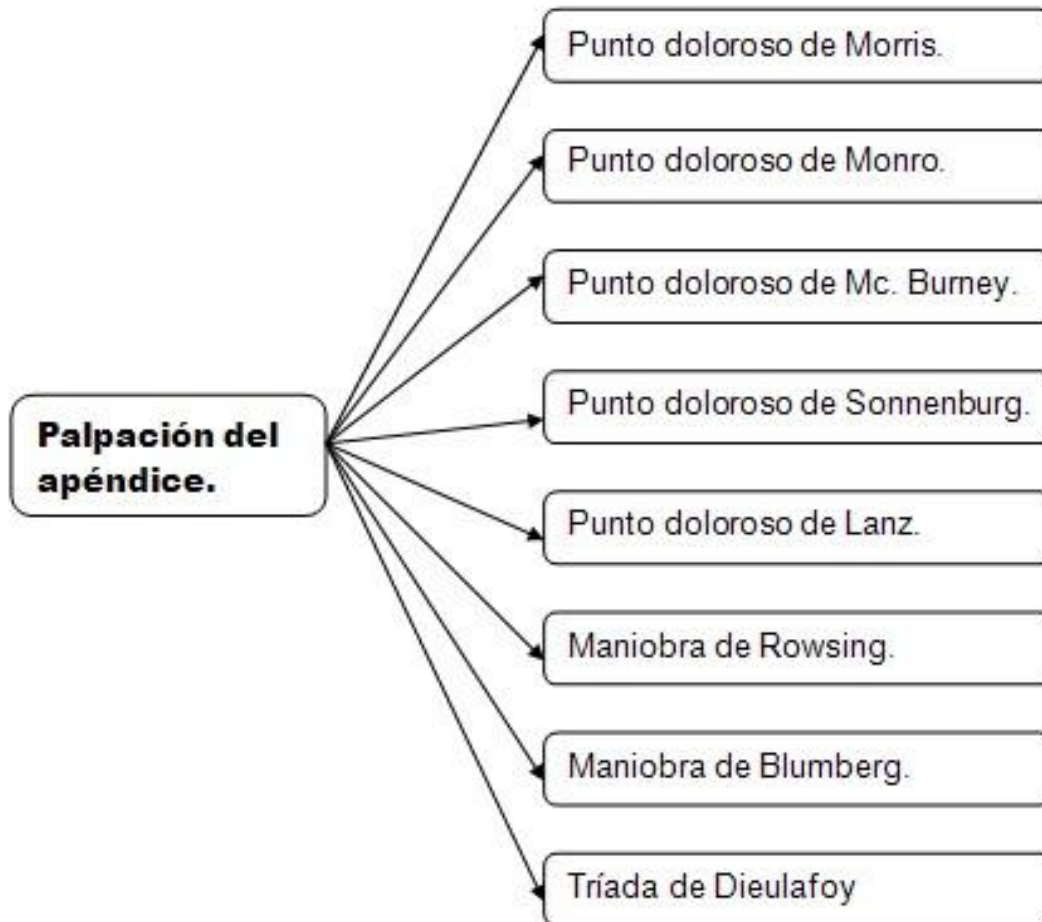 Palpación del
apéndice.
Punto doloroso de Morris.
Punto doloroso de Monro.
Punto doloroso de Mc. Burney.
Punto doloroso de Sonnenburg.
Punto doloroso de Lanz.
Maniobra de Rowsing.
Maniobra de Blumberg.
Tríada de Dieulafoy